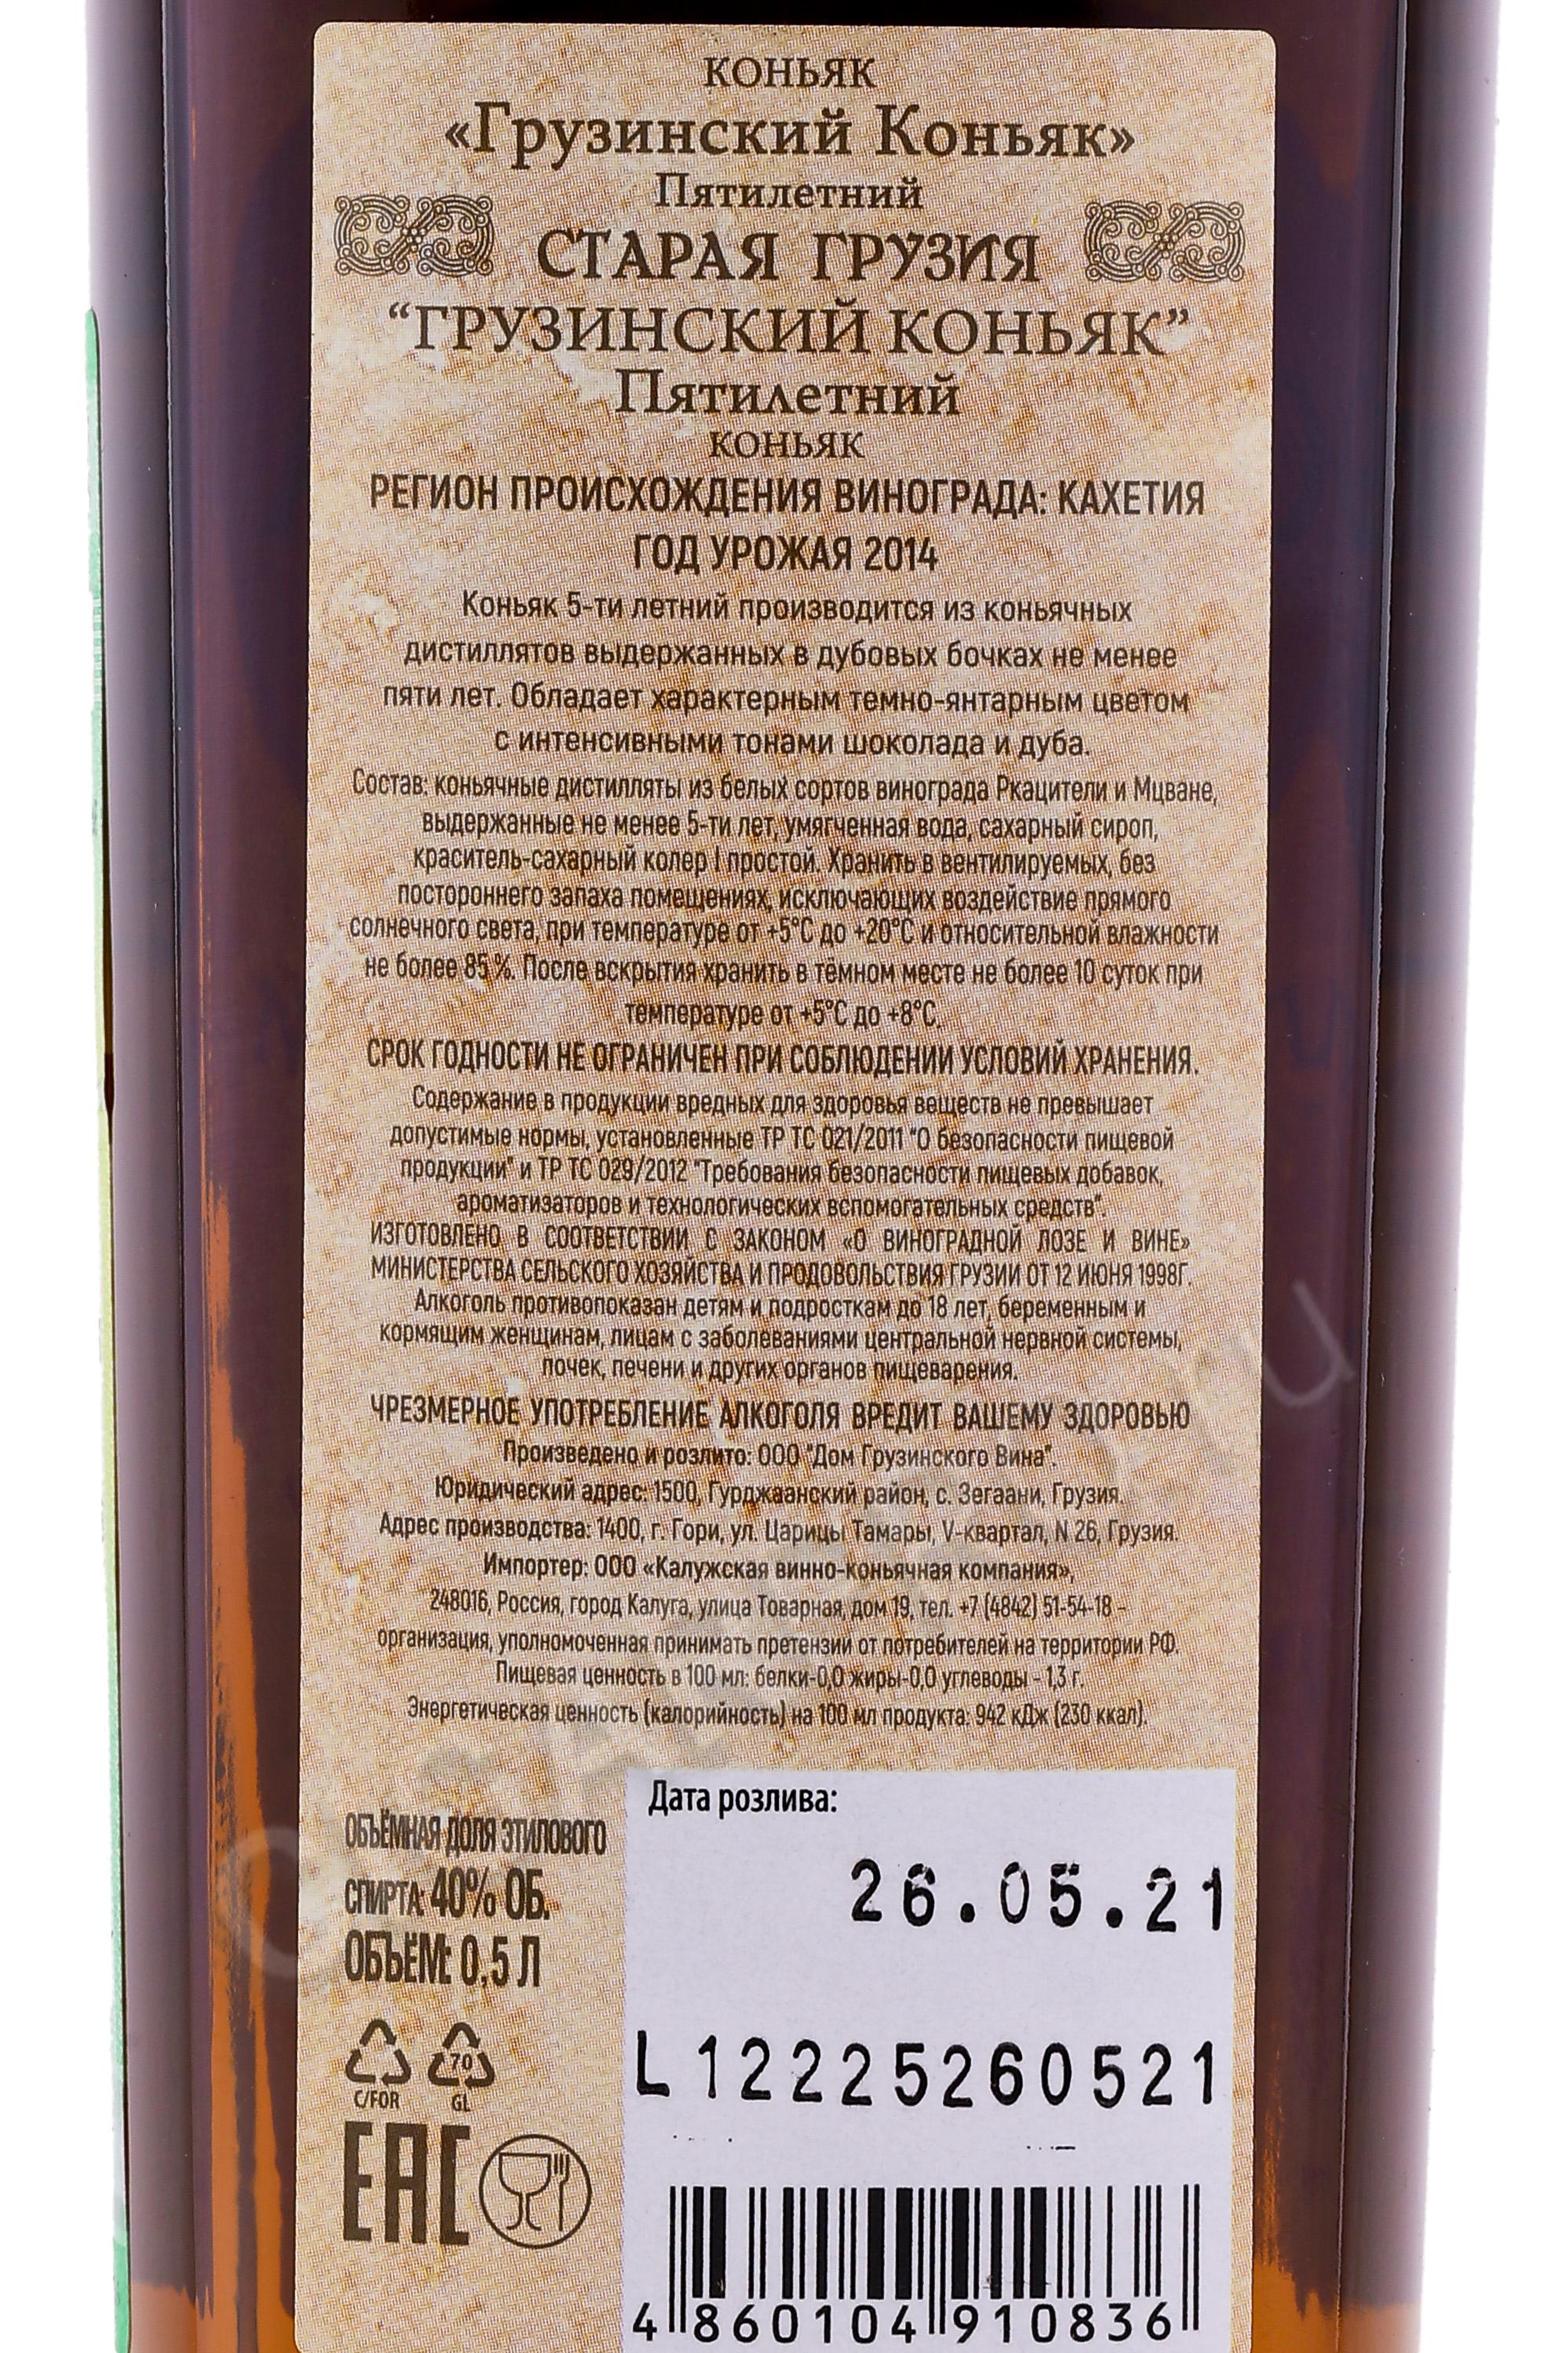 КОНЬЯК
«Грузинский Коньяк»
Пятилетний
СТАРАЯ ГРУЗИЯ
“ГРУЗИНСКИЙ КОНЬЯК”
Пятилетний
КОНЬЯК
РЕГИОН ПРОИСХОЖДЕНИЯ ВИНОГРАДА: КАХЕТИЯ
ГОД УРОЖАЯ 2014
Коньяк 5-ти летний производится из коньячных
дистиллятов выдержанных в дубовых бочках не менее
пяти лет. Обладает характерным темно-янтарным цветом
с интенсивными тонами шоколада и дуба.
Состав: коньячные дистилляты из белых сортов винограда Ркацители и Мцване,
выдержанные не менее 5-ти лет, умягченная вода, сахарный сироп,
краситель-сахарный колер I простой. Хранить в вентилируемых, без
постороннего запаха помещениях, исключающих воздействие прямого
солнечного света, при температуре от +5°С до +20°С и относительной влажности
не более 85 %. После вскрытия хранить в тёмном месте не более 10 суток при
температуре от +5°С до +8°С.
СРОК ГОДНОСТИ НЕ ОГРАНИЧЕН ПРИ СОБЛЮДЕНИИ УСЛОВИЙ ХРАНЕНИЯ.
Содержание в продукции вредных для здоровья веществ не превышает
допустимые нормы, установленные ТР ТС 021/2011 "О безопасности пищевой
продукции" и ТР ТС 029/2012 "Требования безопасности пищевых добавок,
ароматизаторов и технологических вспомогательных средств".
ИЗГОТОВЛЕНО В СООТВЕТСТВИИ С ЗАКОНОМ «О ВИНОГРАДНОЙ ЛОЗЕ И ВИНЕ»
МИНИСТЕРСТВА СЕЛЬСКОГО ХОЗЯЙСТВА И ПРОДОВОЛЬСТВИЯ ГРУЗИИ ОТ 12 ИЮНЯ 1998Г.
Алкоголь противопоказан детям и подросткам до 18 лет, беременным и
кормящим женщинам, лицам с заболеваниями центральной нервной системы,
почек, печени и других органов пищеварения.
ЧРЕЗМЕРНОЕ УПОТРЕБЛЕНИЕ АЛКОГОЛЯ ВРЕДИТ ВАШЕМУ ЗДОРОВЬЮ
Произведено и розлито: ООО "Дом Грузинского Вина".
Юридический адрес: 1500, Гурджаанский район, с. Зегаани, Грузия.
Адрес производства: 1400, г. Гори, ул. Царицы Тамары, V-квартал, N 26, Грузия.
Импортер: ООО «Калужская винно-коньячная компания»,
248016, Россия, город Калуга, улица Товарная, дом 19, тел. +7 (4842) 51-54-18 -
организация, уполномоченная принимать претензии от потребителей на территории РФ.
Пищевая ценность в 100 мл: белки-0,0 жиры-0,0 углеводы - 1,3 г.
Энергетическая ценность (калорийность) на 100 мл продукта: 942 кДж (230 ккал).
ОБЪЁМНАЯ ДОЛЯ ЭТИЛОВОГО
СПИРТА: 40% ОБ.
ОБЪЁМ: 0,5 Л
C/FOR
70
GL
EAC
Дата розлива:
26.05.21
L12225260521
4860104910836